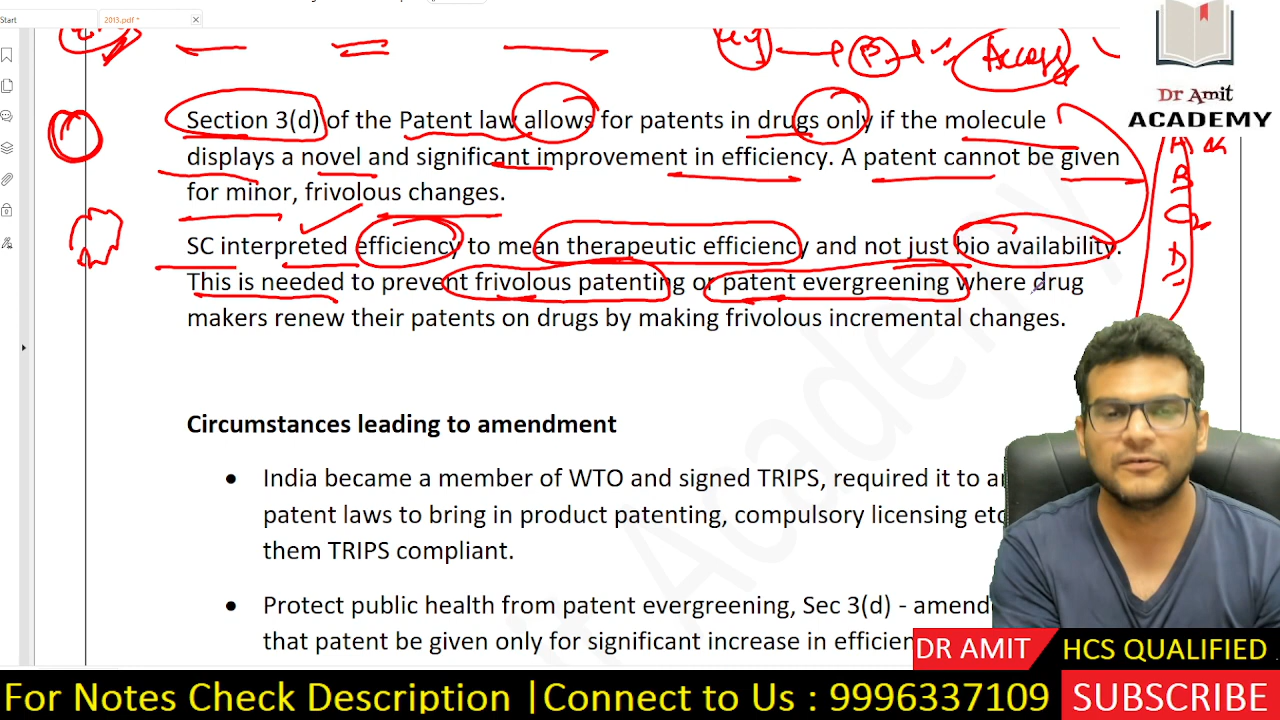 Start
2013.pdf *
Access
Dr Amit
ACADEMY
Section 3(d) of the Patent law allows for patents in drugs only if the molecule
displays a novel and significant improvement in efficiency. A patent cannot be given
for minor, frivolous changes.
SC interpreted efficiency to mean therapeutic efficiency and not just bio availability.
This is needed to prevent frivolous patenting or patent evergreening where drug
makers renew their patents on drugs by making frivolous incremental changes.
B
D
Circumstances leading to amendment
• India became a member of WTO and signed TRIPS, required it to
patent laws to bring in product patenting, compulsory licensing
them TRIPS compliant.
• Protect public health from patent evergreening, Sec 3(d) - amend
that patent be given only for significant increase in
DR AMIT HCS QUALIFIED
For Notes Check Description |Connect to Us : 9996337109 SUBSCRIBE